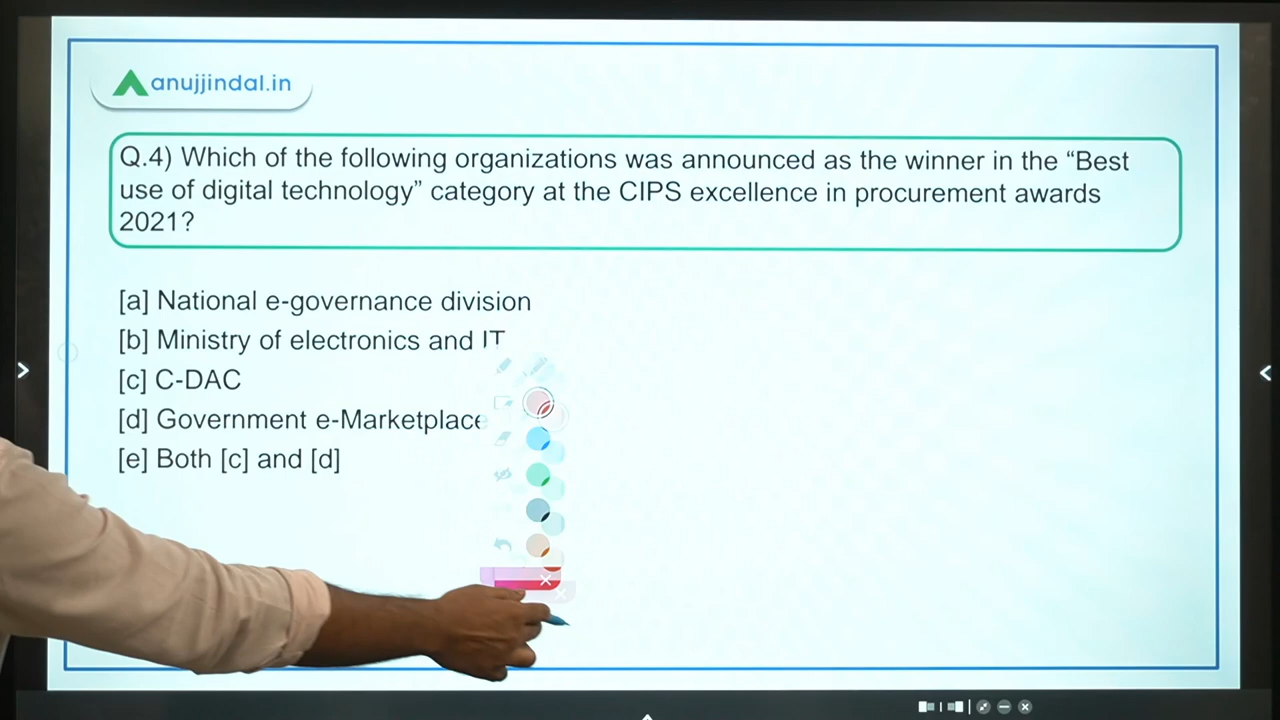 anujjindal.in
Q.4) Which of the following organizations was announced as the winner in the “Best
use of digital technology” category at the CIPS excellence in procurement awards
2021?
[a] National e-governance division
[b] Ministry of electronics and IT
[c] C-DAC
[d] Government e-Marketplace
[e] Both [c] and [d]